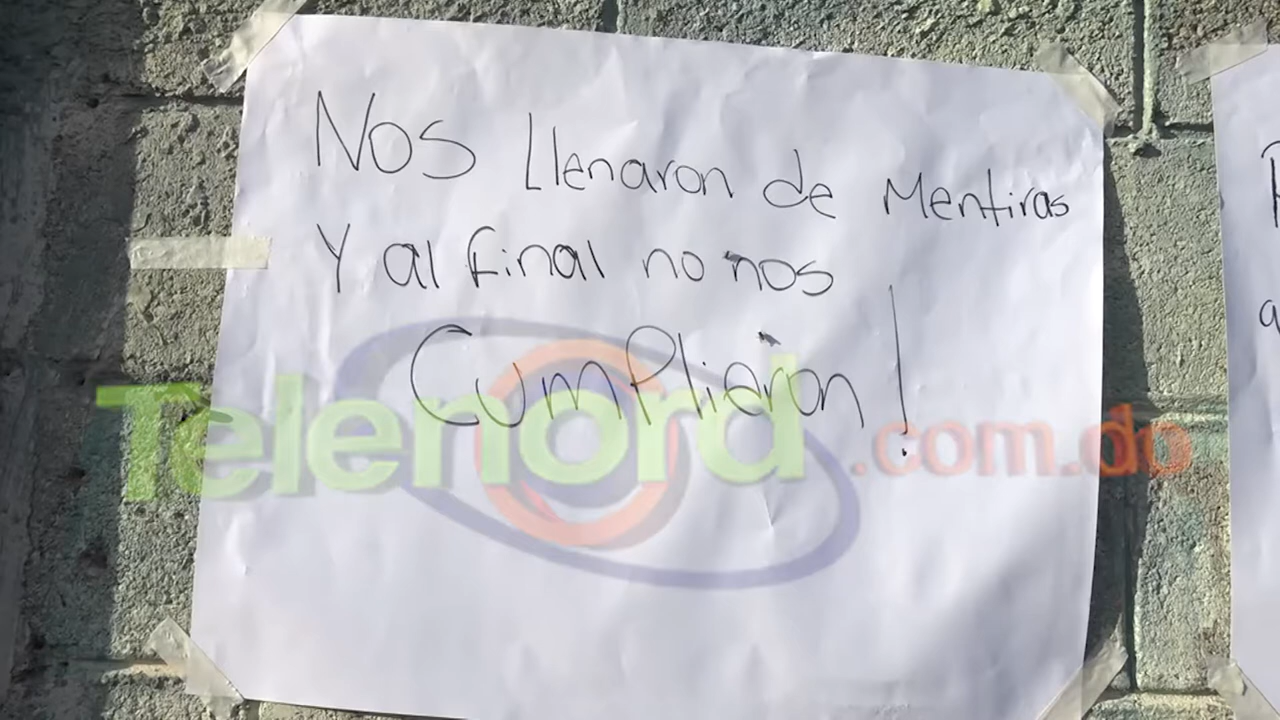 Nos Llenaron de Mentiras
Y al final no nos
Cumplieron!
Telenord.com.do
a